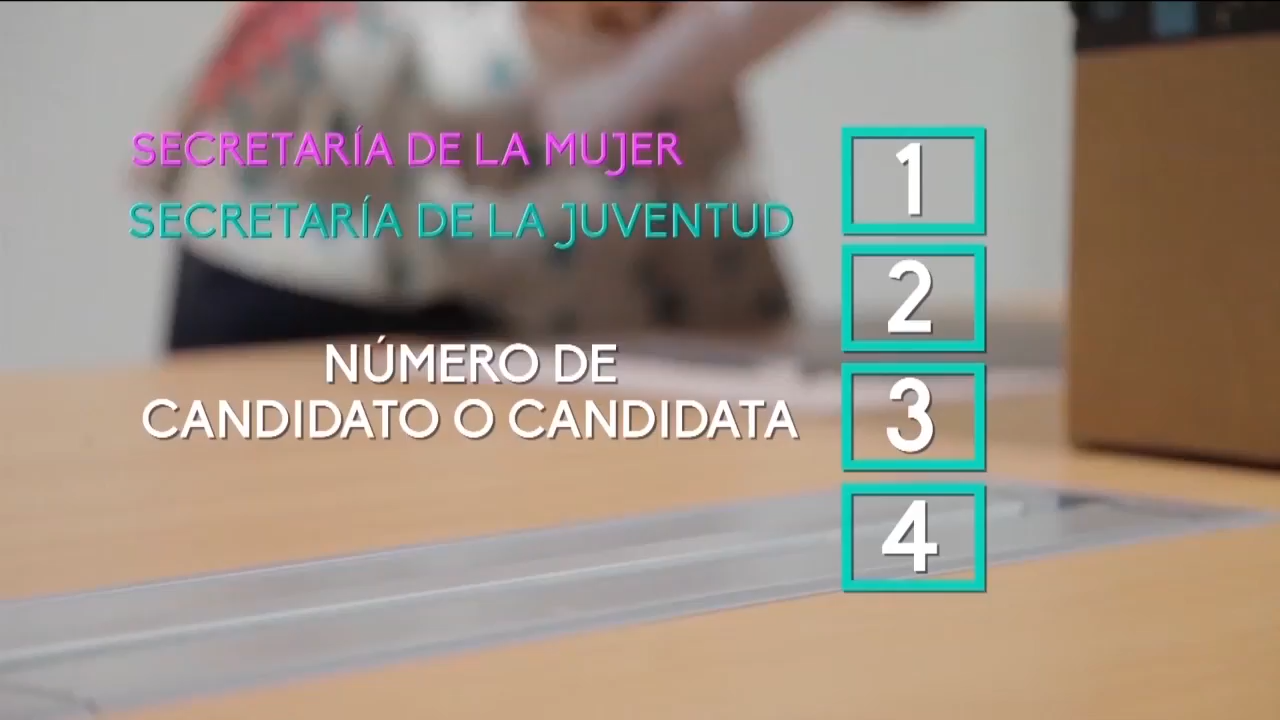 SECRETARÍA DE LA MUJER
SECRETARÍA DE LA JUVENTUD
NÚMERO DE
CANDIDATO O CANDIDATA
1
2
3
4